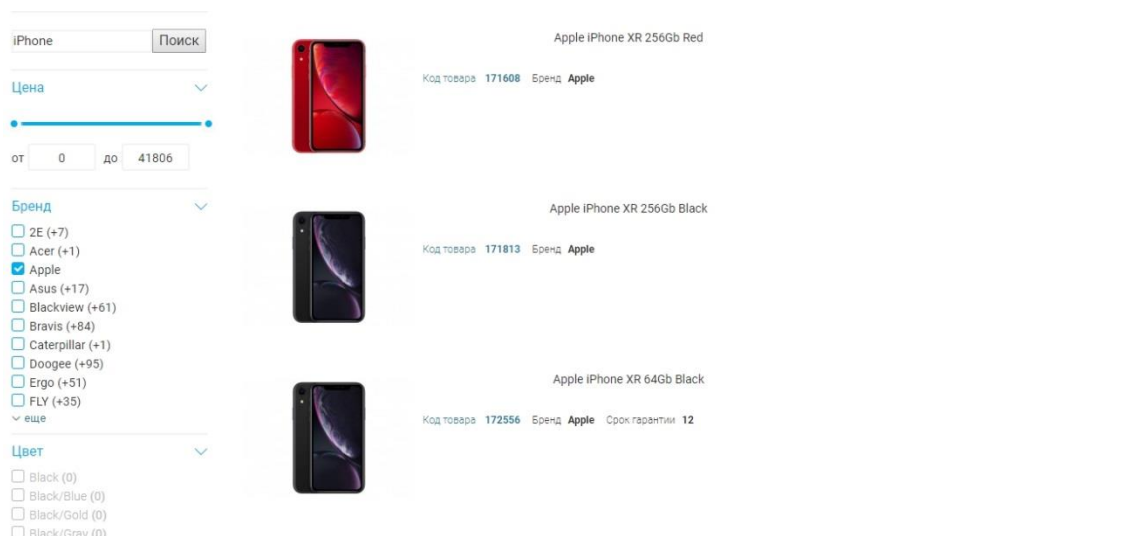 iPhone
Поиск
Цена
от 0 до 41806
Бренд
2E (+7)
Acer (+1)
Apple
Asus (+17)
Blackview (+61)
Bravis (+84)
Caterpillar (+1)
Doogee (+95)
Ergo (+51)
FLY (+35)
еще
Цвет
Black (0)
Black/Blue (0)
Black/Gold (0)
Black/Gray (0)
Apple iPhone XR 256Gb Red
Код товара 171608 Бренд Apple
Apple iPhone XR 256Gb Black
Код товара 171813 Бренд Apple
Apple iPhone XR 64Gb Black
Код товара 172556 Бренд Apple Срок гарантии 12